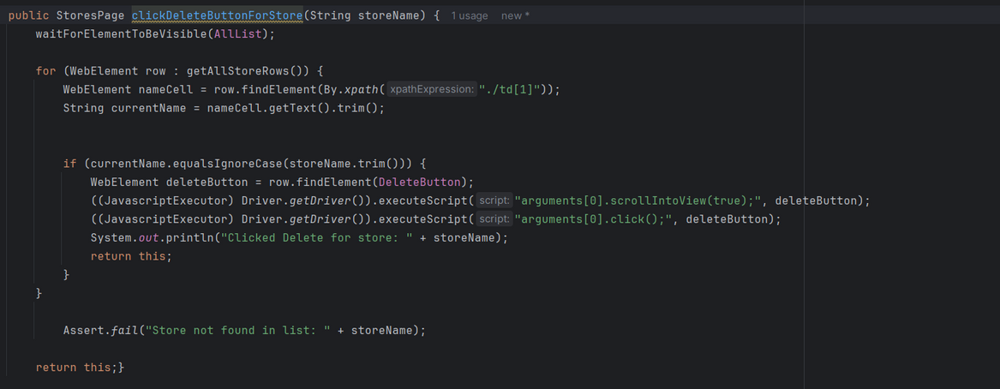 public StoresPage clickDeleteButtonForStore(String storeName) { 1 usage new *
    waitForElementToBeVisible(AllList);
    for (WebElement row : getAllStoreRows()) {
        WebElement nameCell = row.findElement(By.xpath( xpathExpression: "./td[1]"));
        String currentName = nameCell.getText().trim();
        if (currentName.equalsIgnoreCase(storeName.trim())) {
            WebElement deleteButton = row.findElement(DeleteButton);
            ((JavascriptExecutor) Driver.getDriver()).executeScript( script: "arguments[0].scrollIntoView(true);", deleteButton);
            ((JavascriptExecutor) Driver.getDriver()).executeScript( script: "arguments[0].click();", deleteButton);
            System.out.println("Clicked Delete for store: " + storeName);
            return this;
        }
    }
        Assert.fail("Store not found in list: " + storeName);
    return this;}